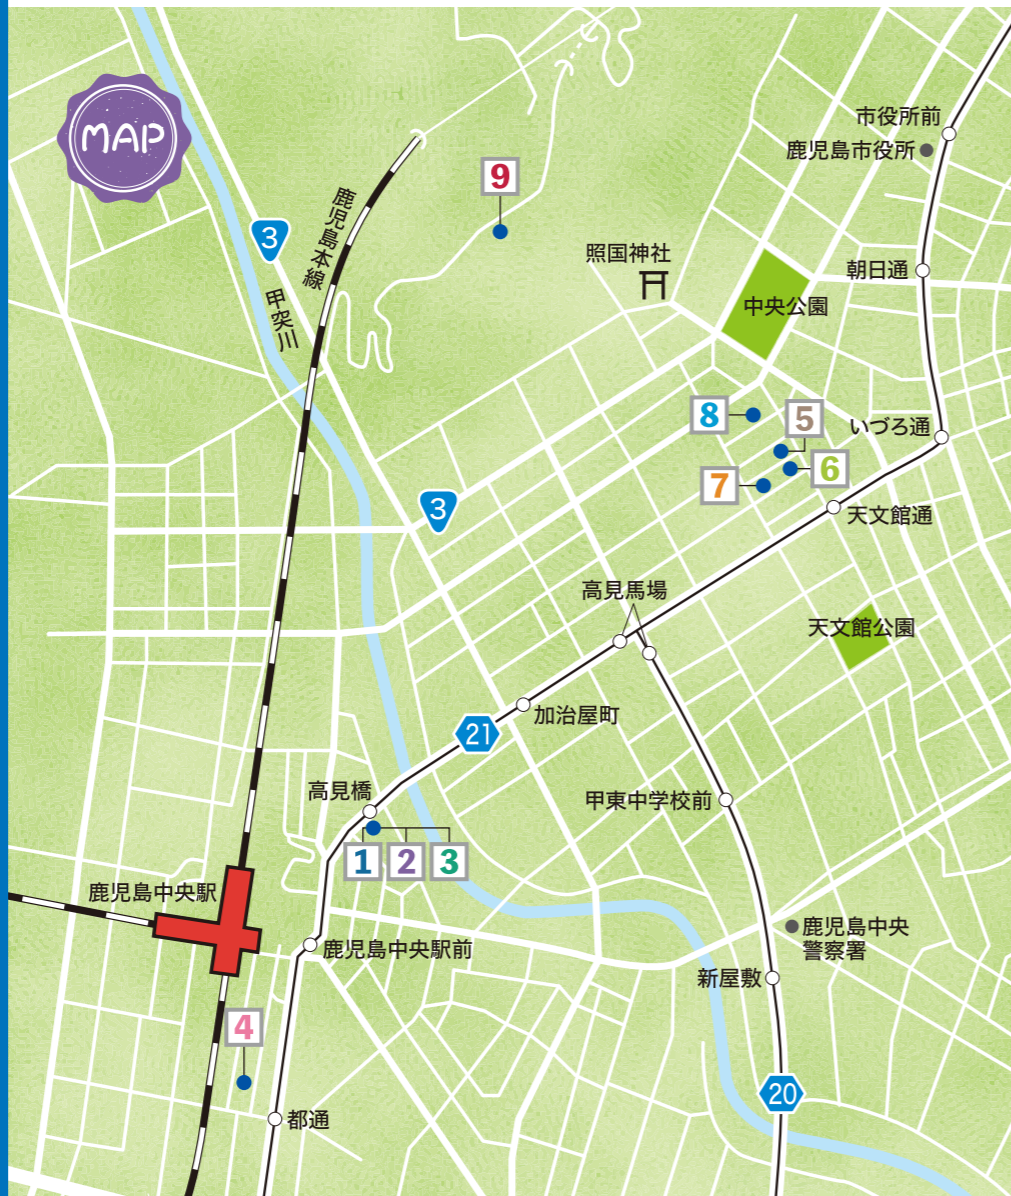 MAP
市役所前
鹿児島市役所
9
鹿児島本線
3
照国神社
朝日通
中央公園
甲突川
8
5
いづろ通
6
7
3
天文館通
高見馬場
天文館公園
加治屋町
21
高見橋
甲東中学校前
1
2
3
鹿児島中央駅
鹿児島中央
警察署
鹿児島中央駅前
新屋敷
4
20
都通